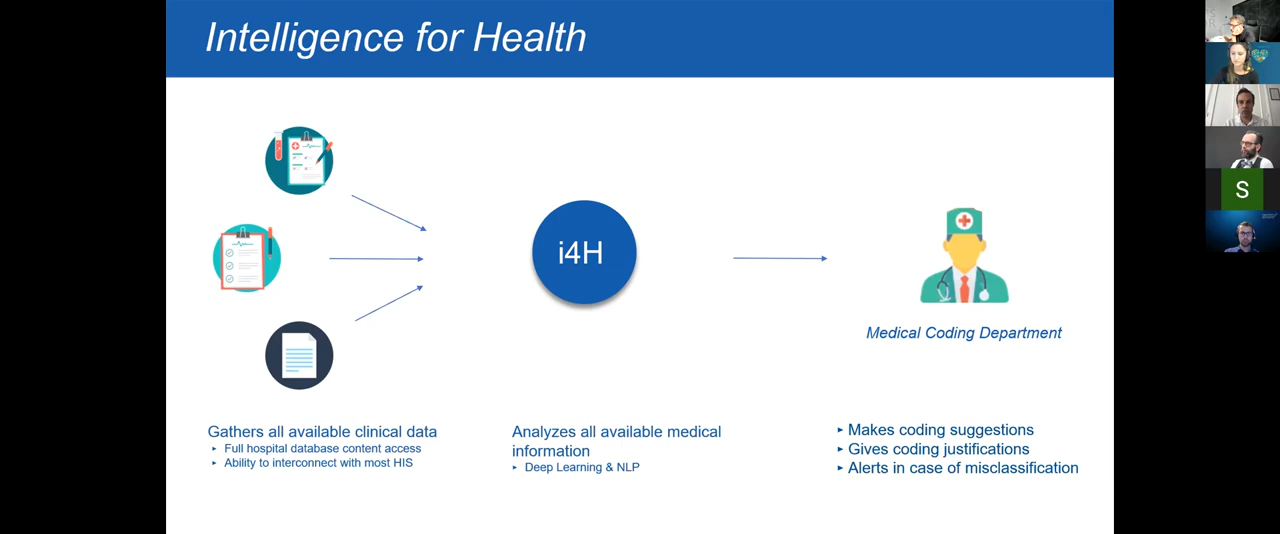 Intelligence for Health
i4H
Medical Coding Department
Gathers all available clinical data
Full hospital database content access
Ability to interconnect with most HIS
Analyzes all available medical
information
Deep Learning & NLP
Makes coding suggestions
Gives coding justifications
Alerts in case of misclassification
S